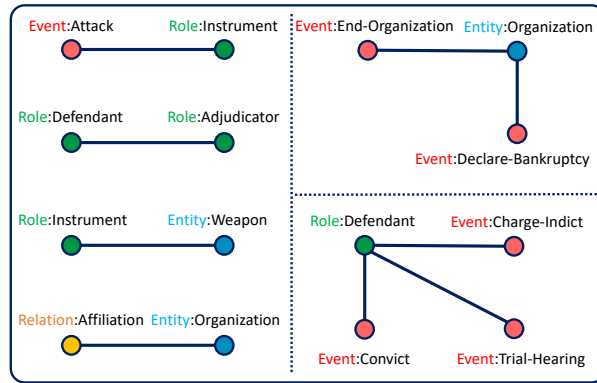 Event:Attack Role:Instrument
Role:Defendant Role:Adjudicator
Role:Instrument Entity:Weapon
Relation:Affiliation Entity:Organization
Event:End-Organization Entity:Organization
Event:Declare-Bankruptcy
Role:Defendant Event:Charge-Indict
Event:Convict Event:Trial-Hearing